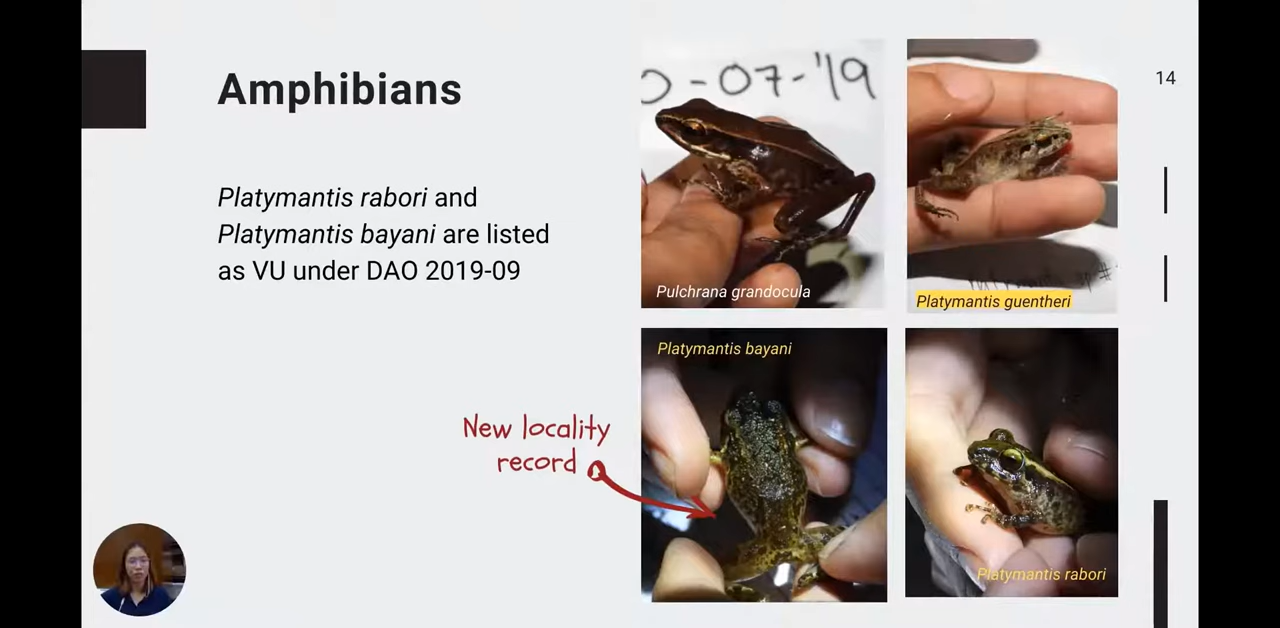 Amphibians
14
Platymantis rabori and
Platymantis bayani are listed
as VU under DAO 2019-09
0-07-'19
Pulchrana grandocula
Platymantis guentheri
Platymantis bayani
New locality
record
Platymantis rabori